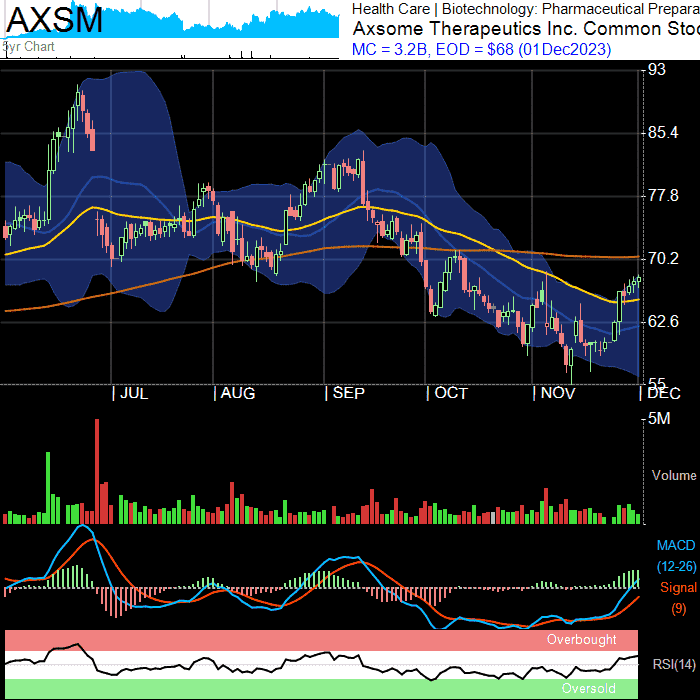 AXSM
5yr Chart
Health Care | Biotechnology: Pharmaceutical Prepara
Axsome Therapeutics Inc. Common Stoc
MC = 3.2B, EOD = $68 (01Dec2023)
93
85.4
77.8
70.2
62.6
55
| JUL | AUG | SEP | OCT | NOV | DEC
5M
Volume
MACD
(12-26)
Signal
(9)
Overbought
RSI(14)
Oversold